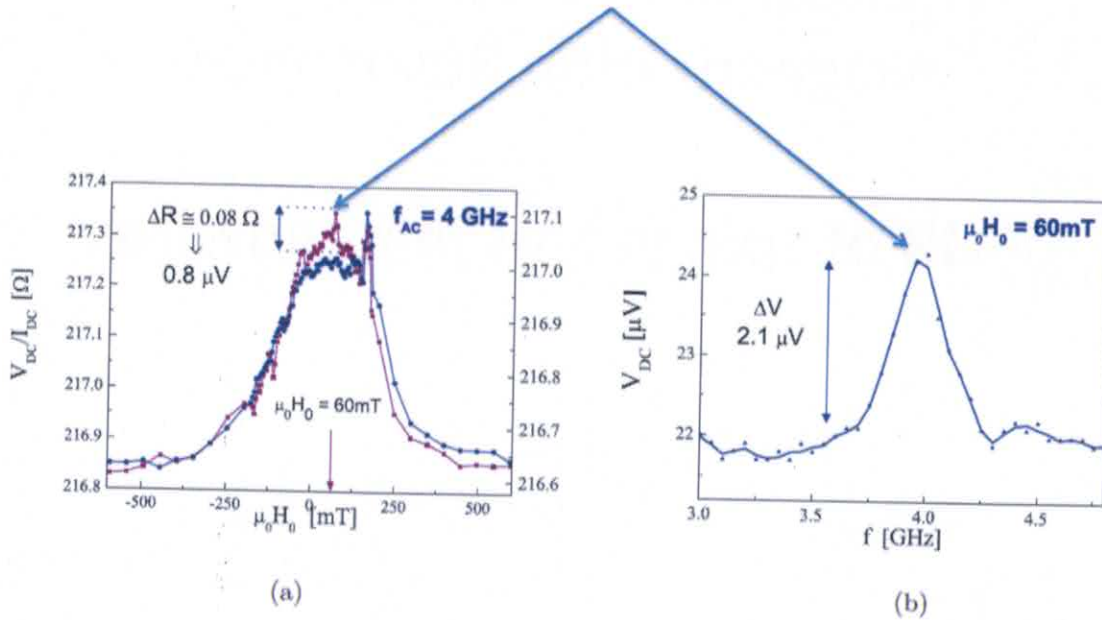 217.4
217.3
217.2
217.1
217.0
216.9
216.8
V_DC/I_DC [Ω]
ΔR ≅ 0.08 Ω
⇓
0.8 μV
f_AC = 4 GHz
μ₀H₀ = 60mT
217.1
217.0
216.9
216.8
216.7
216.6
-500 -250 0 250 500
μ₀H₀ [mT]
(a)
25
24
23
22
V_DC [μV]
μ₀H₀ = 60mT
ΔV
2.1 μV
3.0 3.5 4.0 4.5
f [GHz]
(b)